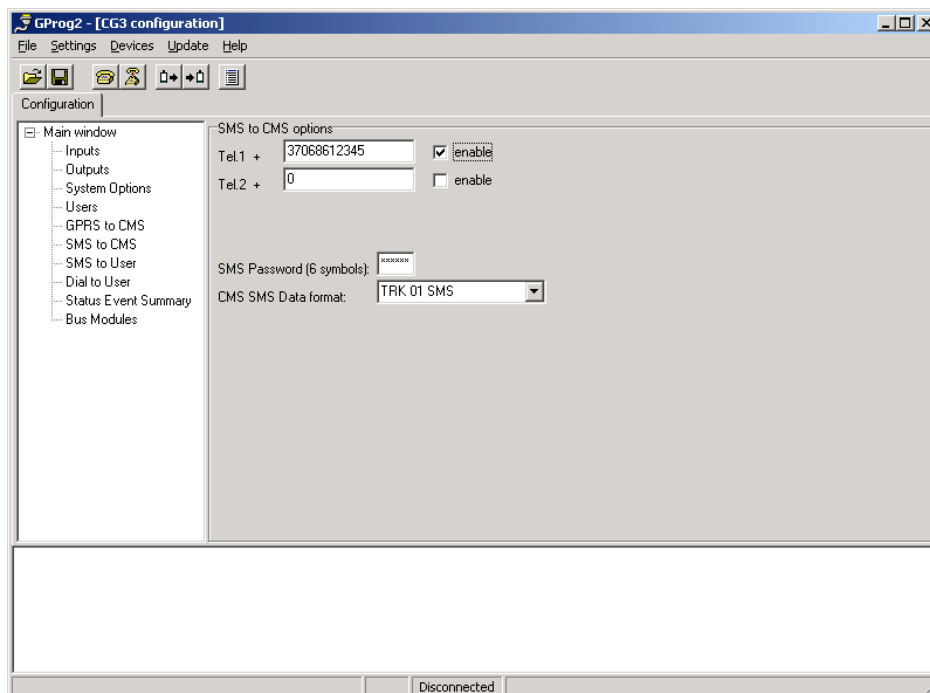 GProg2 - [CG3 configuration]
File Settings Devices Update Help
Configuration
Main window
Inputs
Outputs
System Options
Users
GPRS to CMS
SMS to CMS
SMS to User
Dial to User
Status Event Summary
Bus Modules
SMS to CMS options
Tel.1 + 37068612345 enable
Tel.2 + 0 enable
SMS Password (6 symbols): ******
CMS SMS Data format: TRK 01 SMS
Disconnected